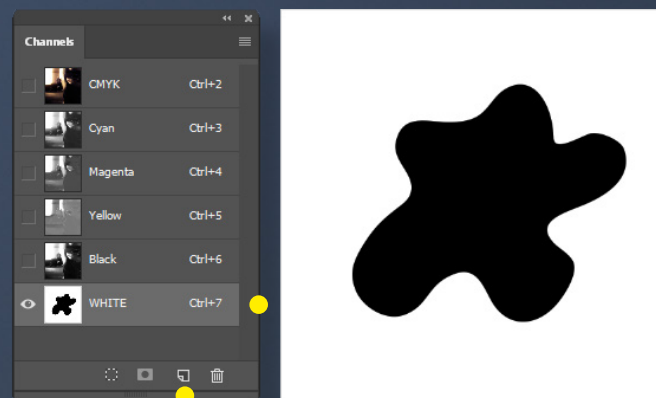 Channels
CMYK Ctrl+2
Cyan Ctrl+3
Magenta Ctrl+4
Yellow Ctrl+5
Black Ctrl+6
WHITE Ctrl+7